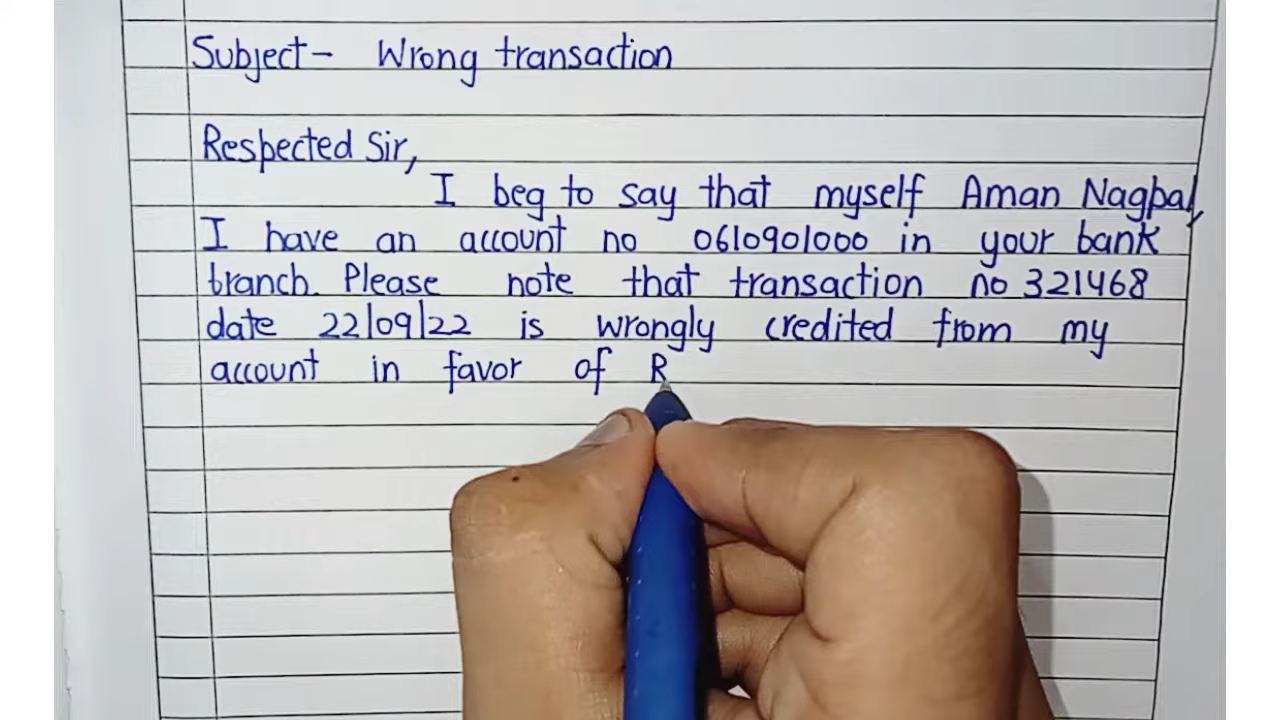 Subject- Wrong transaction
Respected Sir,
I beg to say that myself Aman Nagpal,
I have an account no 0610901000 in your bank
branch. Please note that transaction no 321468
date 22/09/22 is wrongly credited from my
account in favor of R